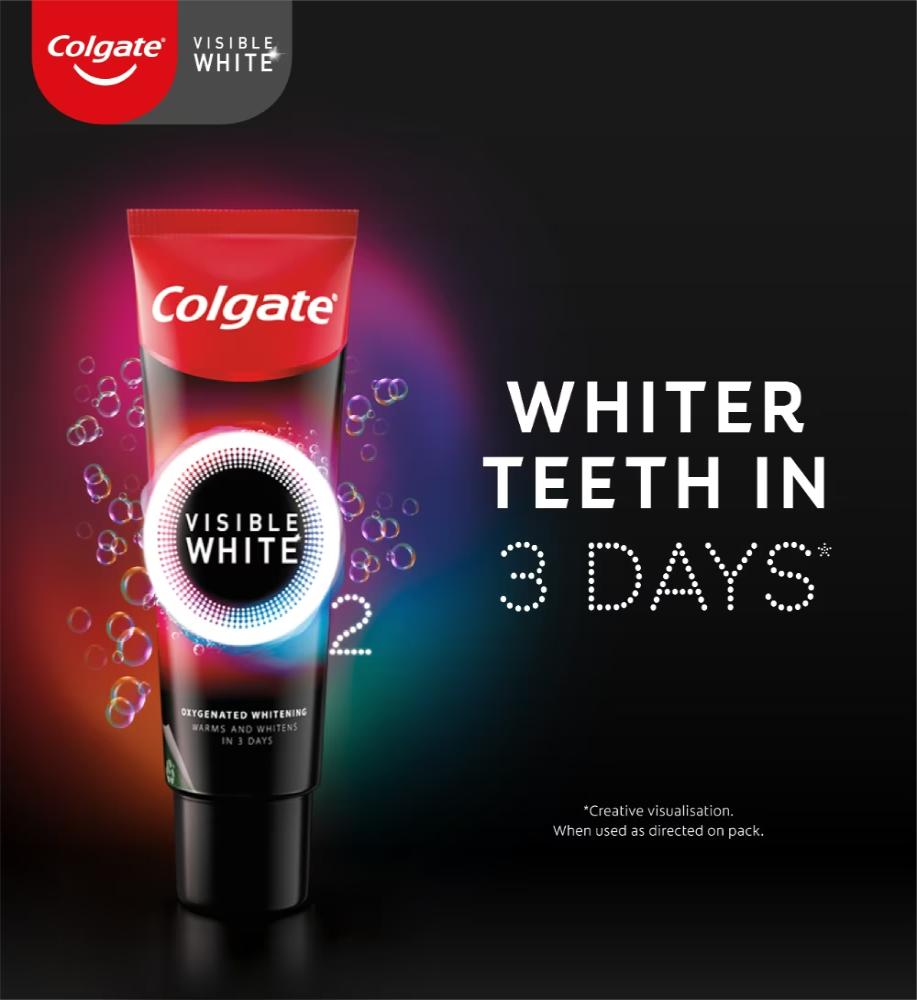 Colgate®
VISIBLE
WHITE
Colgate®
VISIBLE
WHITE
2
OXYGENATED WHITENING
WARMS AND WHITENS
IN 3 DAYS
WHITER
TEETH IN
3 DAYS*
*Creative visualisation.
When used as directed on pack.